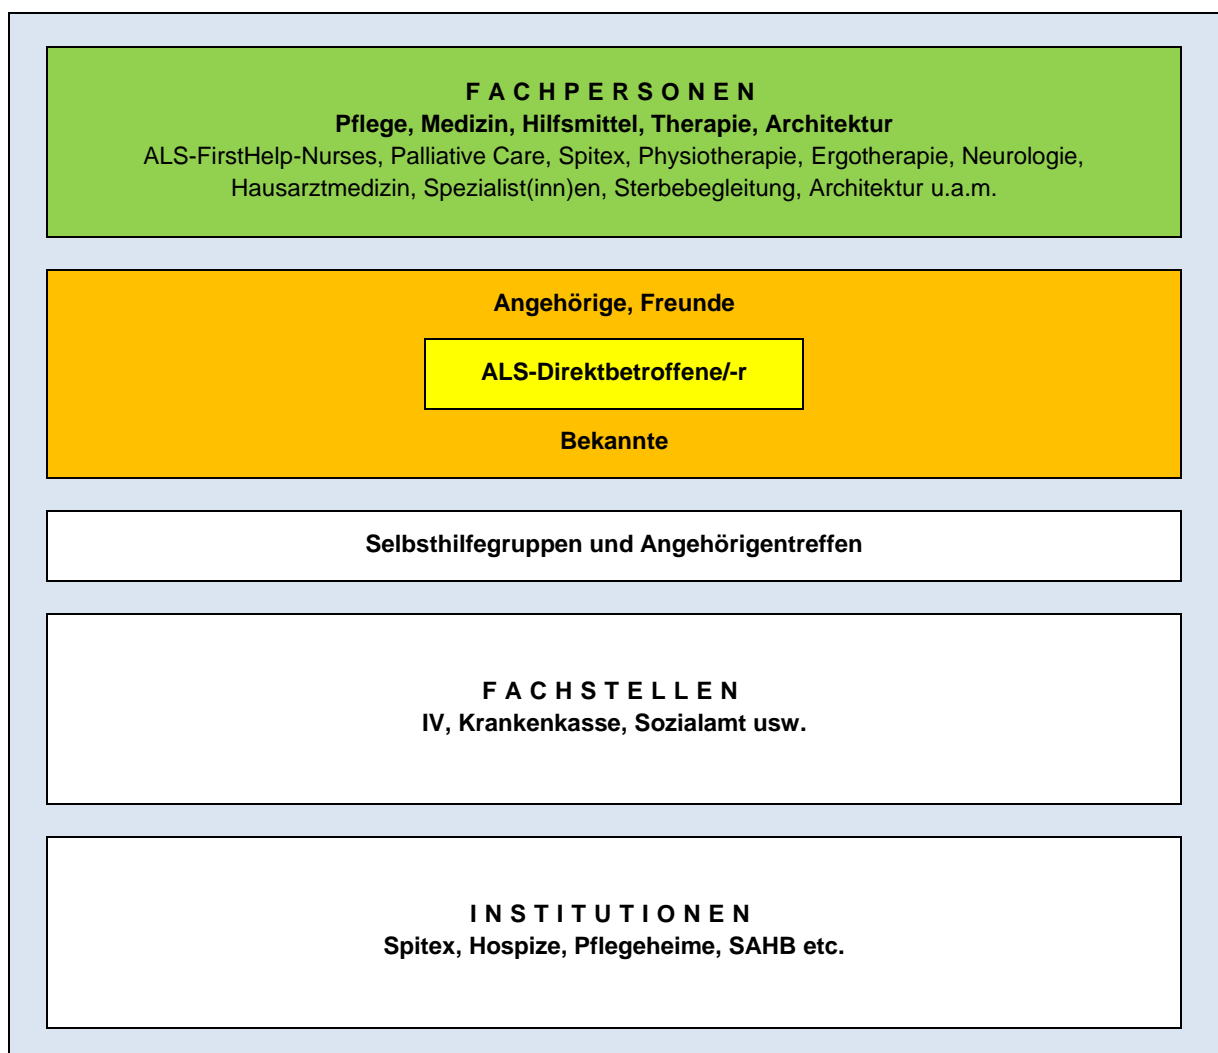 F A C H P E R S O N E N
Pflege, Medizin, Hilfsmittel, Therapie, Architektur
ALS-FirstHelp-Nurses, Palliative Care, Spitex, Physiotherapie, Ergotherapie, Neurologie,
Hausarztmedizin, Spezialist(inn)en, Sterbebegleitung, Architektur u.a.m.
Angehörige, Freunde
ALS-Direktbetroffene/-r
Bekannte
Selbsthilfegruppen und Angehörigentreffen
F A C H S T E L L E N
IV, Krankenkasse, Sozialamt usw.
I N S T I T U T I O N E N
Spitex, Hospize, Pflegeheime, SAHB etc.